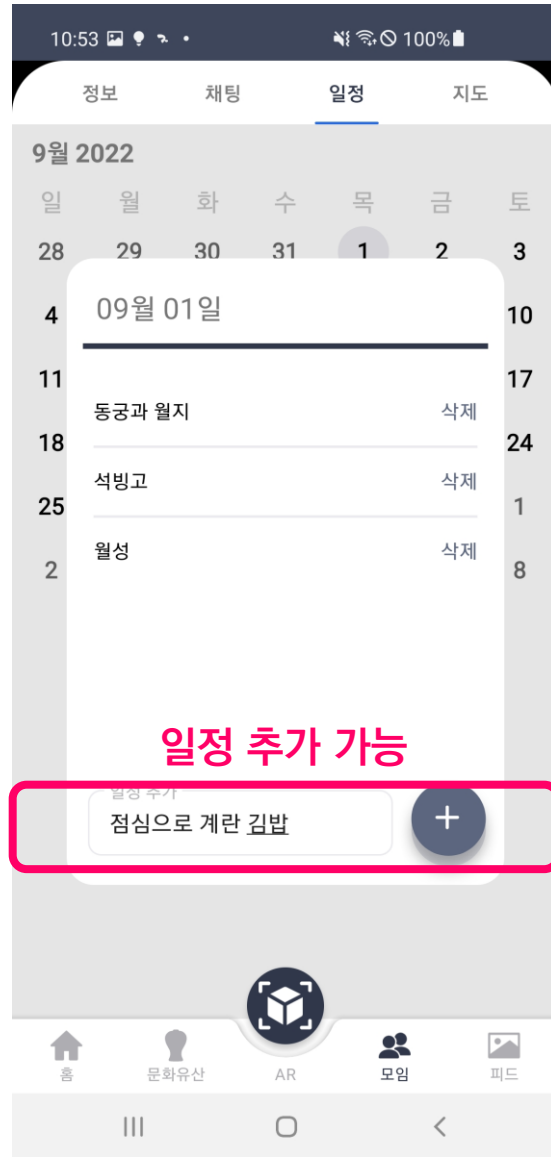 10:53 100%
정보 채팅 일정 지도
9월 2022
일 월 화 수 목 금 토
28 29 30 31 1 2 3
09월 01일
4 10
11 17
동궁과 월지 삭제
18 24
석빙고 삭제
25 1
월성 삭제
2 8
일정 추가 가능
일정 추가
점심으로 계란 김밥
+
홈 문화유산 AR 모임 피드